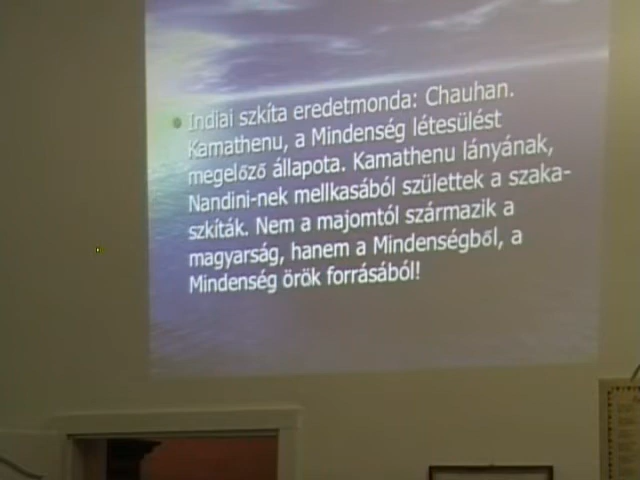 Indiai szkíta eredetmonda: Chauhan.
Kamathenu, a Mindenség létesülést
megelőző állapota. Kamathenu lányának,
Nandini-nek mellkasából születtek a szaka-
szkíták. Nem a majomtól származik a
magyarság, hanem a Mindenségből, a
Mindenség örök forrásából!